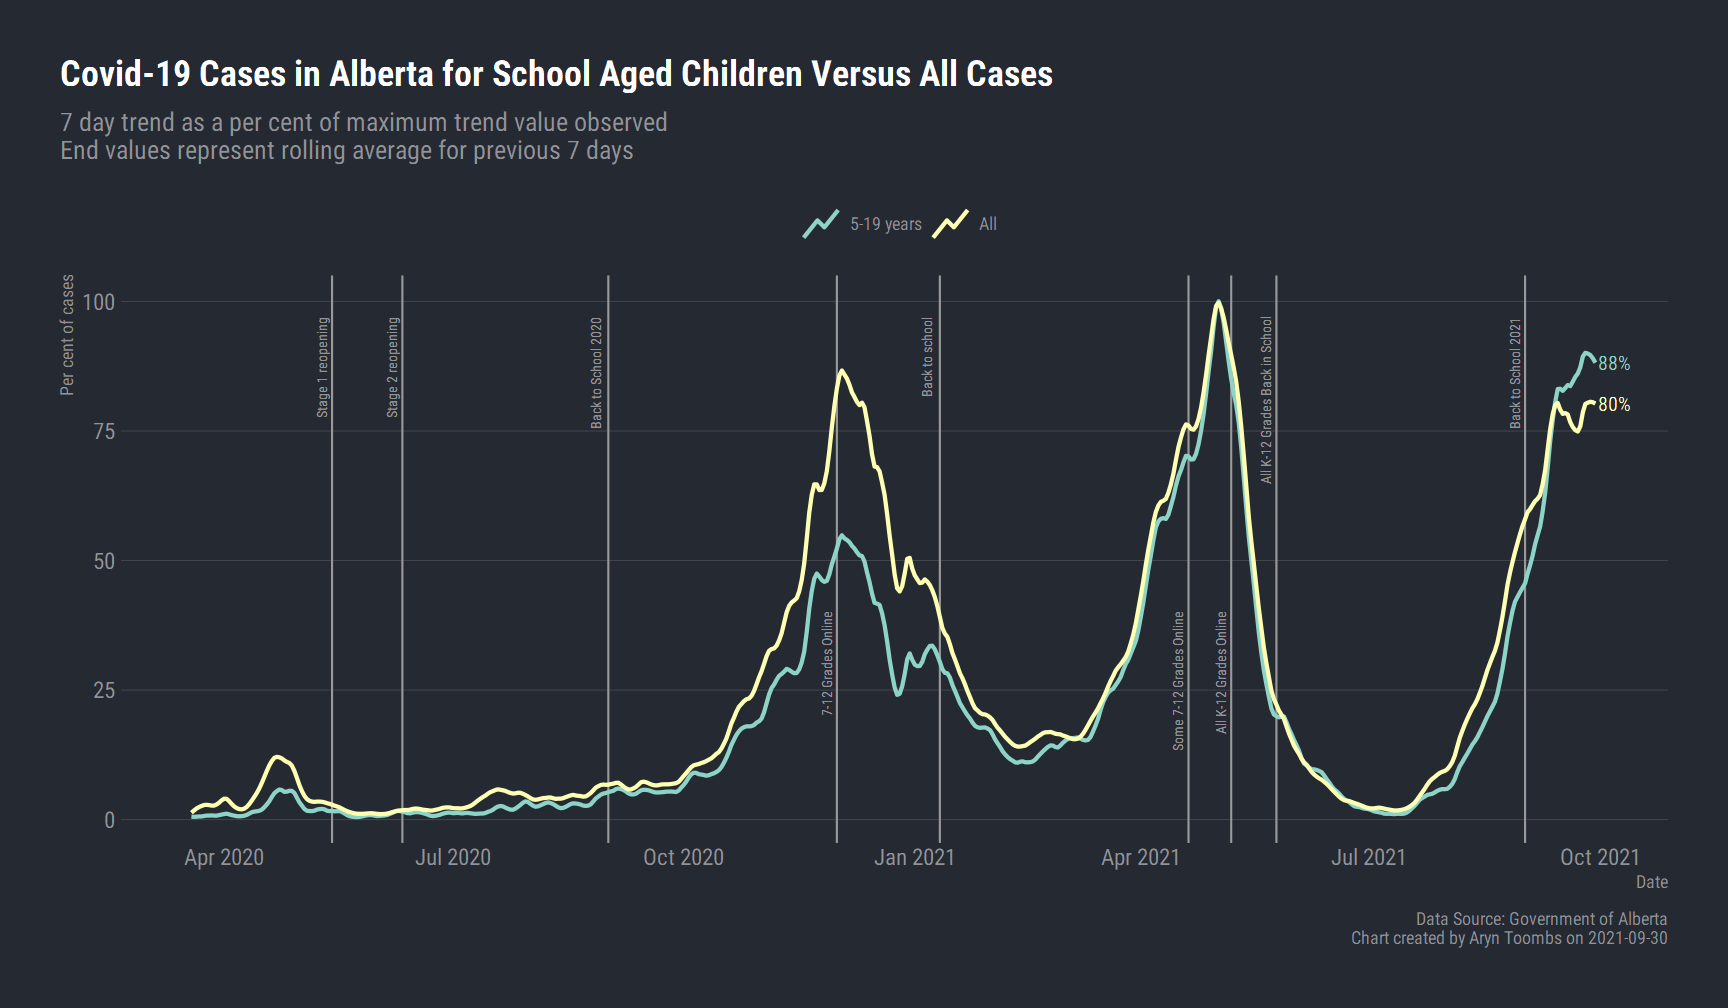 Covid-19 Cases in Alberta for School Aged Children Versus All Cases
7 day trend as a per cent of maximum trend value observed
End values represent rolling average for previous 7 days
5-19 years
All
Per cent of cases
100
75
50
25
0
Stage 1 reopening
Stage 2 reopening
Back to School 2020
7-12 Grades Online
Back to school
Some 7-12 Grades Online
All K-12 Grades Online
All K-12 Grades Back in School
Back to School 2021
88%
80%
Apr 2020
Jul 2020
Oct 2020
Jan 2021
Apr 2021
Jul 2021
Oct 2021
Date
Data Source: Government of Alberta
Chart created by Aryn Toombs on 2021-09-30